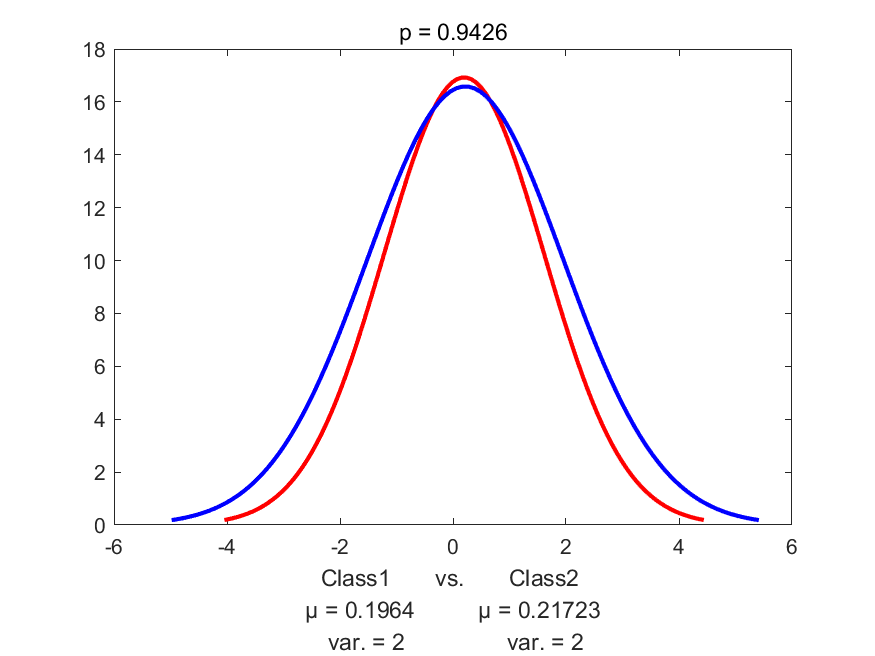 p = 0.9426
18
16
14
12
10
8
6
4
2
0
-6 -4 -2 0 2 4 6
Class1 vs. Class2
μ = 0.1964 μ = 0.21723
var. = 2 var. = 2